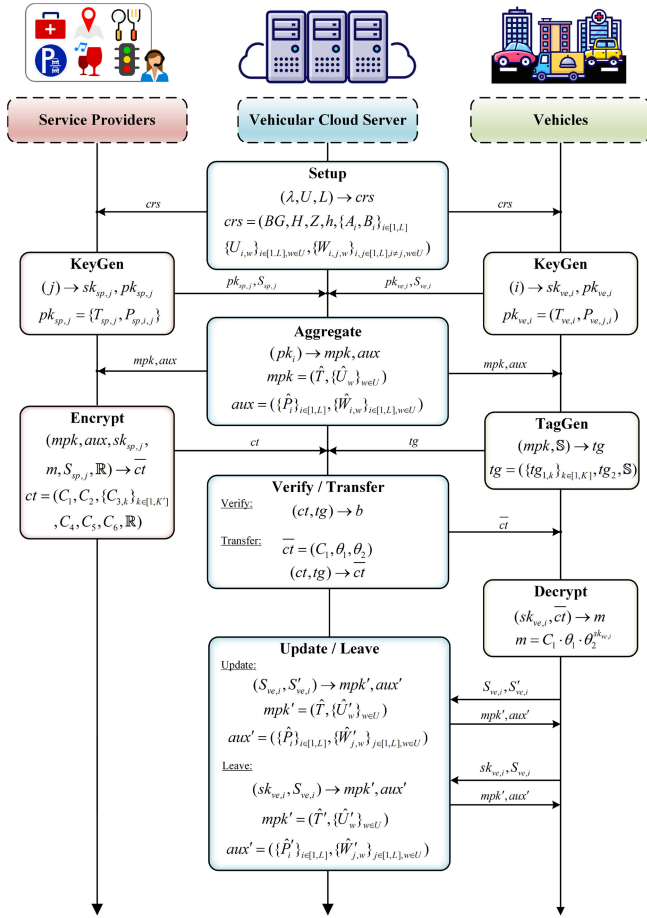 P
Service Providers
Vehicular Cloud Server
Vehicles
Setup
(λ, U, L) → crs
crs = (BG, H, Z, h, {A_i, B_i}_{i∈[1,L]}
{U_{i,w}}_{i∈[1,L],w∈U}, {W_{i,j,w}}_{i,j∈[1,L],i≠j,w∈U})
crs
crs
KeyGen
(j) → sk_{sp,j}, pk_{sp,j}
pk_{sp,j} = {T_{sp,j}, P_{sp,i,j}}
pk_{sp,j}, S_{sp,j}
pk_{ve,j}, S_{ve,i}
KeyGen
(i) → sk_{ve,i}, pk_{ve,i}
pk_{ve,i} = (T_{ve,i}, P_{ve,j,i})
Aggregate
(pk_i) → mpk, aux
mpk = (T̂, {Û_w}_{w∈U})
aux = ({P̂_i}_{i∈[1,L]}, {Ŵ_{i,w}}_{i∈[1,L],w∈U})
mpk, aux
mpk, aux
Encrypt
(mpk, aux, sk_{sp,j},
m, S_{sp,j}, ℝ) → c̅t̅
ct = (C_1, C_2, {C_{3,k}}_{k∈[1,K']}
, C_4, C_5, C_6, ℝ)
ct
tg
TagGen
(mpk, 𝕊) → tg
tg = ({tg_{1,k}}_{k∈[1,K]}, tg_2, 𝕊)
Verify / Transfer
Verify:
(ct, tg) → b
Transfer:
c̅t̅ = (C_1, θ_1, θ_2)
(ct, tg) → c̅t̅
c̅t̅
Decrypt
(sk_{ve,i}, c̅t̅) → m
m = C_1 · θ_1 · θ_2^{sk_{ve,i}}
Update / Leave
Update:
(S_{ve,i}, S'_{ve,i}) → mpk', aux'
mpk' = (T̂, {Û'_w}_{w∈U})
aux' = ({P̂_i}_{i∈[1,L]}, {Ŵ'_{j,w}}_{j∈[1,L],w∈U})
S_{ve,i}, S'_{ve,i}
mpk', aux'
Leave:
(sk_{ve,i}, S_{ve,i}) → mpk', aux'
mpk' = (T̂', {Û'_w}_{w∈U})
aux' = ({P̂_i'}_{i∈[1,L]}, {Ŵ'_{j,w}}_{j∈[1,L],w∈U})
sk_{ve,i}, S_{ve,i}
mpk', aux'